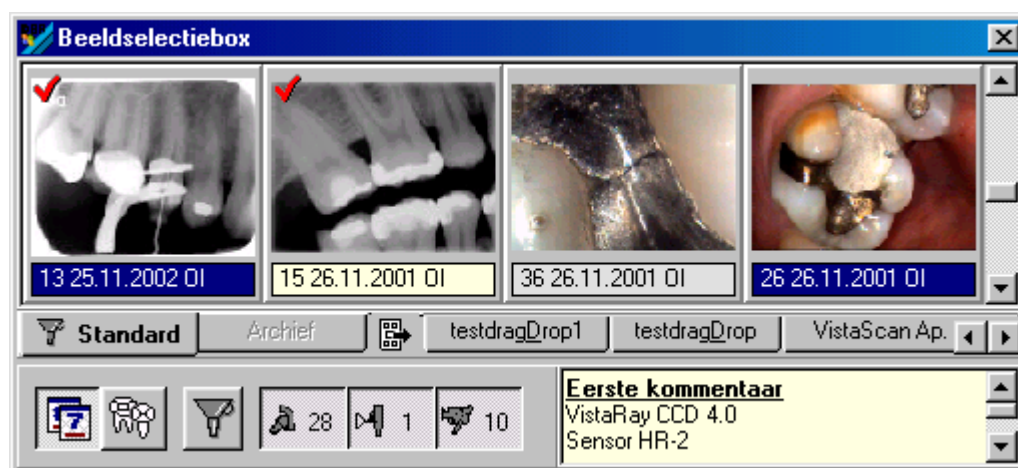 Beeldselectiebox
13 25.11.2002 OI
15 26.11.2001 OI
36 26.11.2001 OI
26 26.11.2001 OI
Standard
Archief
testdragDrop1
testdragDrop
VistaScan Ap.
28
1
10
Eerste kommentaar
VistaRay CCD 4.0
Sensor HR-2